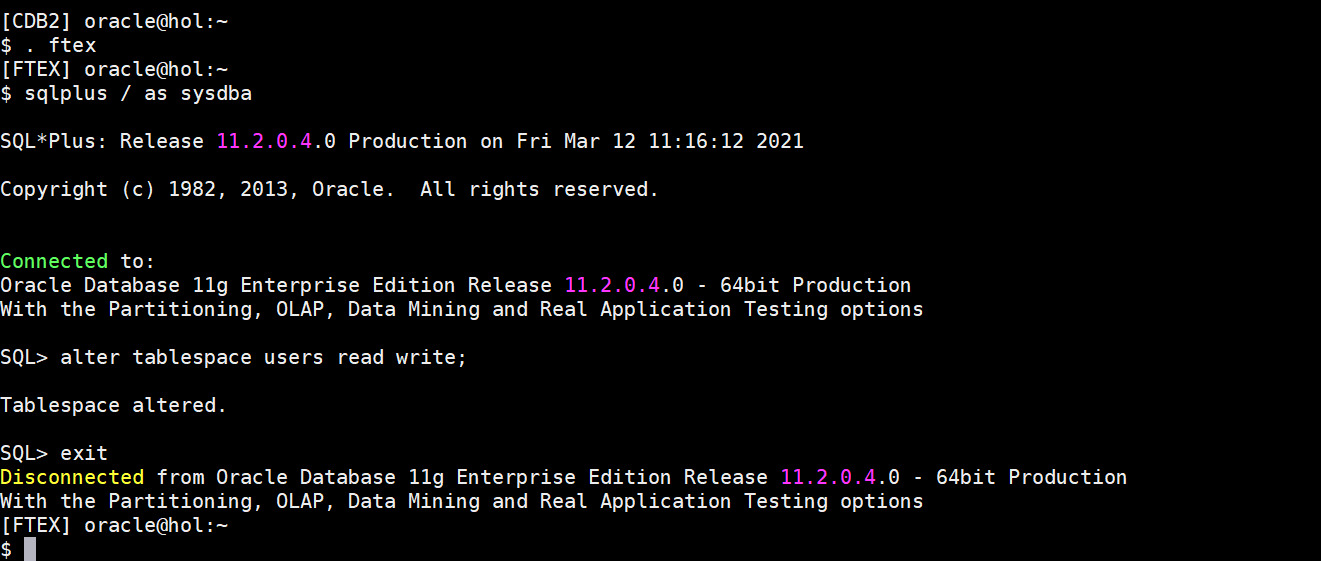 [CDB2] oracle@hol:~
$ . ftex
[FTEX] oracle@hol:~
$ sqlplus / as sysdba
SQL*Plus: Release 11.2.0.4.0 Production on Fri Mar 12 11:16:12 2021
Copyright (c) 1982, 2013, Oracle.  All rights reserved.
Connected to:
Oracle Database 11g Enterprise Edition Release 11.2.0.4.0 - 64bit Production
With the Partitioning, OLAP, Data Mining and Real Application Testing options
SQL> alter tablespace users read write;
Tablespace altered.
SQL> exit
Disconnected from Oracle Database 11g Enterprise Edition Release 11.2.0.4.0 - 64bit Production
With the Partitioning, OLAP, Data Mining and Real Application Testing options
[FTEX] oracle@hol:~
$